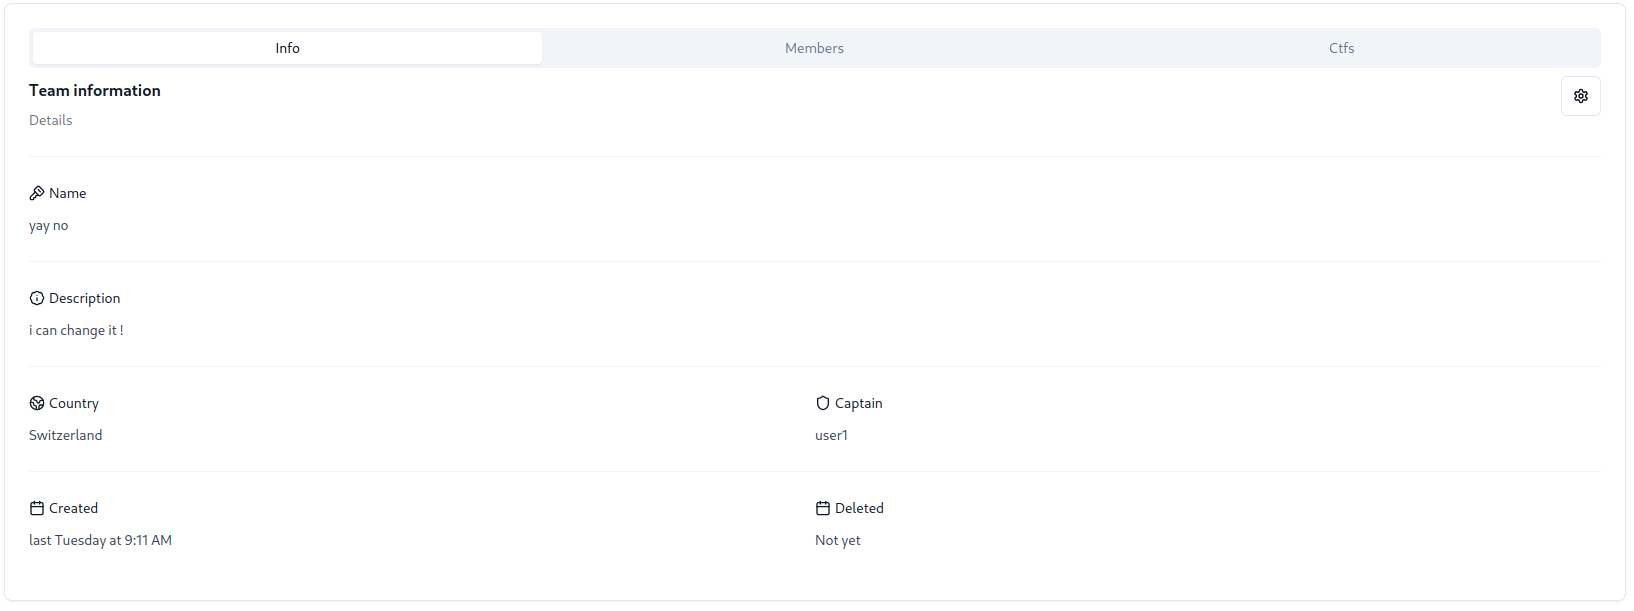 Info Members Ctfs
Team information
Details
Name
yay no
Description
i can change it !
Country Captain
Switzerland user1
Created Deleted
last Tuesday at 9:11 AM Not yet